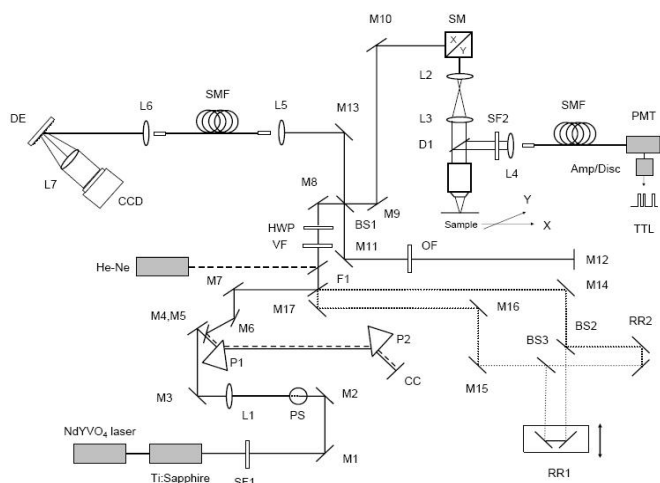 M10
SM
X
Y
SMF
L2
DE
L6
L5
M13
SMF
L3
SF2
PMT
D1
L7
CCD
L4
Amp/Disc
M8
Y
M9
HWP
BS1
Sample
X
TTL
VF
M11
OF
He-Ne
M12
M7
F1
M14
M17
M4,M5
M16
M6
P2
BS2
RR2
P1
BS3
CC
M3
M2
M15
L1
PS
NdYVO4 laser
M1
RR1
Ti:Sapphire
SF1